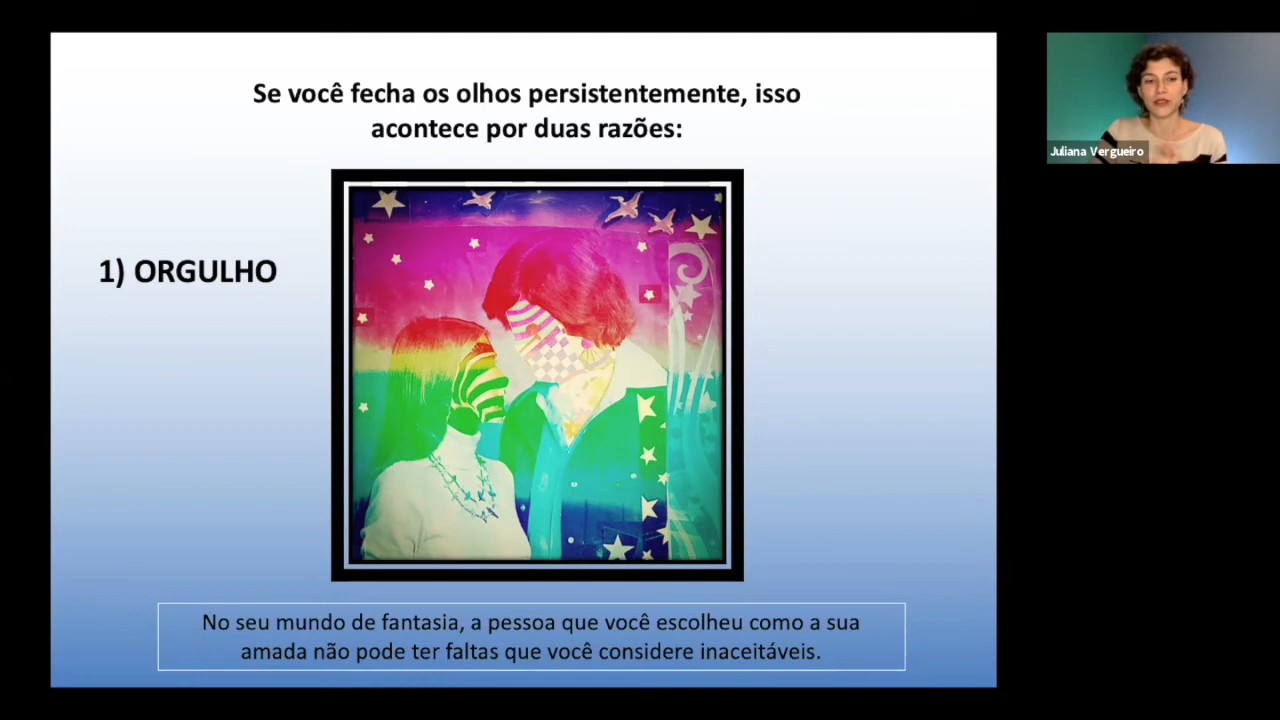 Se você fecha os olhos persistentemente, isso
acontece por duas razões:
1) ORGULHO
No seu mundo de fantasia, a pessoa que você escolheu como a sua
amada não pode ter faltas que você considere inaceitáveis.
Juliana Vergueiro